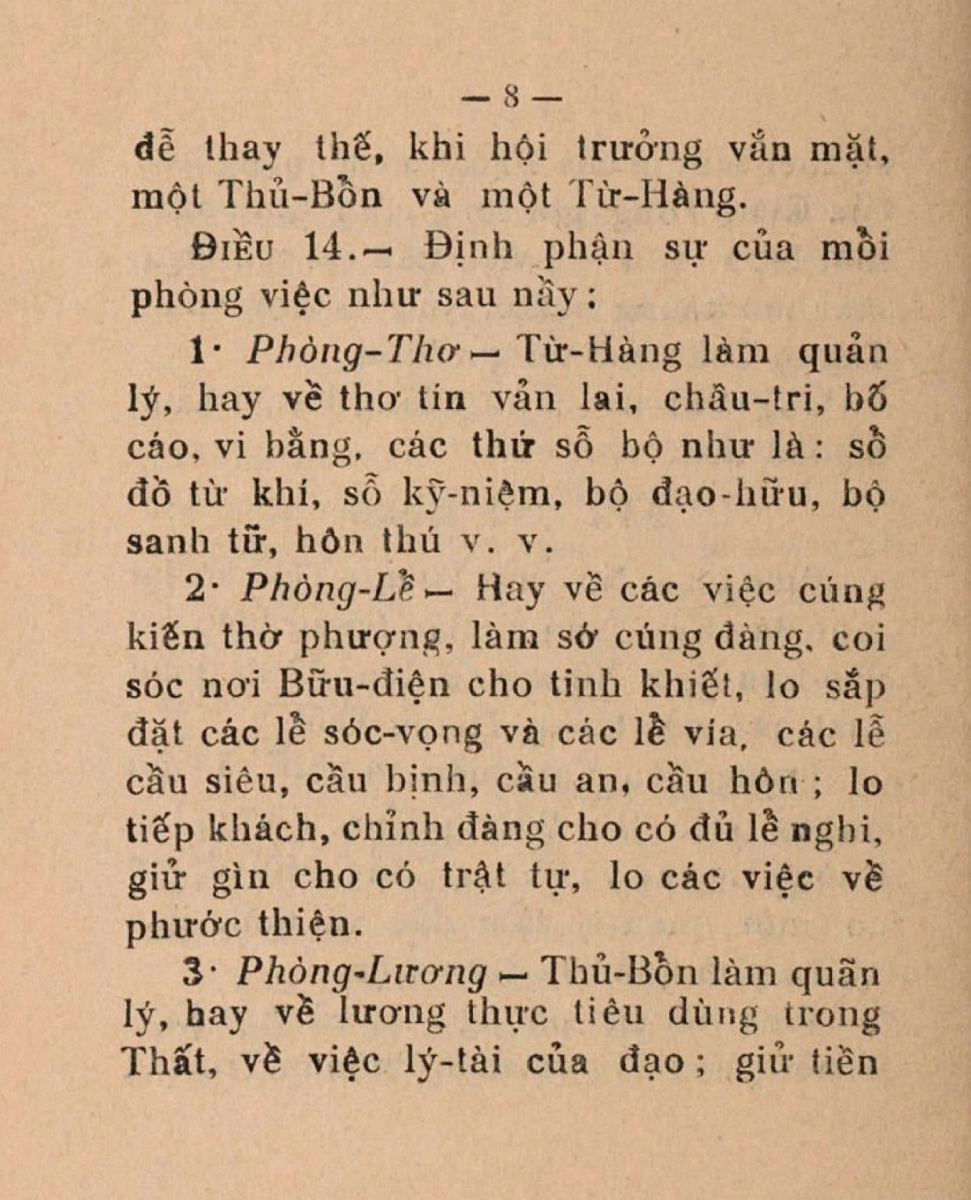 — 8 —
để thay thế, khi hội trưởng vắn mặt,
một Thủ-Bổn và một Từ-Hàng.
ĐIỀU 14.— Định phận sự của mỗi
phòng việc như sau nầy:
1· Phòng-Thơ — Từ-Hàng làm quản
lý, hay về thơ tín vản lai, châu-tri, bố
cáo, vi bằng, các thứ sổ bộ như là: sổ
đồ từ khí, sổ kỹ-niệm, bộ đạo-hữu, bộ
sanh tữ, hôn thú v. v.
2· Phòng-Lề — Hay về các việc cúng
kiến thờ phượng, làm sớ cúng đàng, coi
sóc nơi Bữu-điện cho tinh khiết, lo sắp
đặt các lễ sóc-vọng và các lễ vía, các lễ
cầu siêu, cầu bịnh, cầu an, cầu hôn; lo
tiếp khách, chỉnh đàng cho có đủ lề nghi,
giử gìn cho có trật tự, lo các việc về
phước thiện.
3· Phòng-Lương — Thủ-Bổn làm quãn
lý, hay về lương thực tiêu dùng trong
Thất, về việc lý-tài của đạo; giử tiền